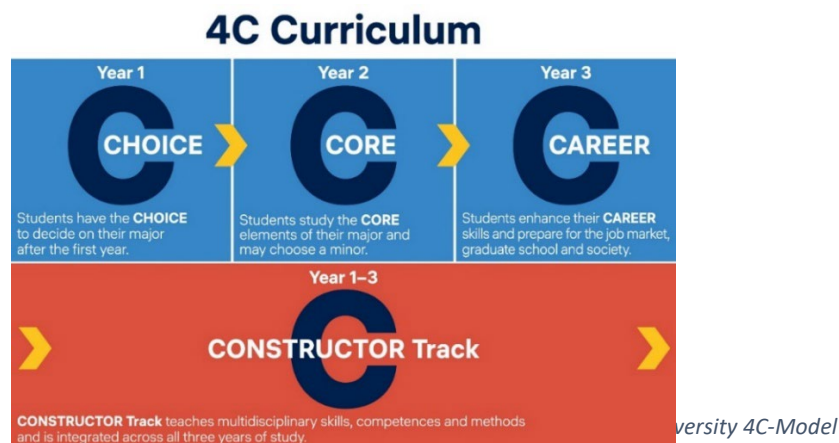 4C Curriculum
Year 1
C
CHOICE
Students have the CHOICE
to decide on their major
after the first year.
Year 2
C
CORE
Students study the CORE
elements of their major and
may choose a minor.
Year 3
C
CAREER
Students enhance their CAREER
skills and prepare for the job market,
graduate school and society.
Year 1–3
C
CONSTRUCTOR Track
CONSTRUCTOR Track teaches multidisciplinary skills, competences and methods
and is integrated across all three years of study.
versity 4C-Model